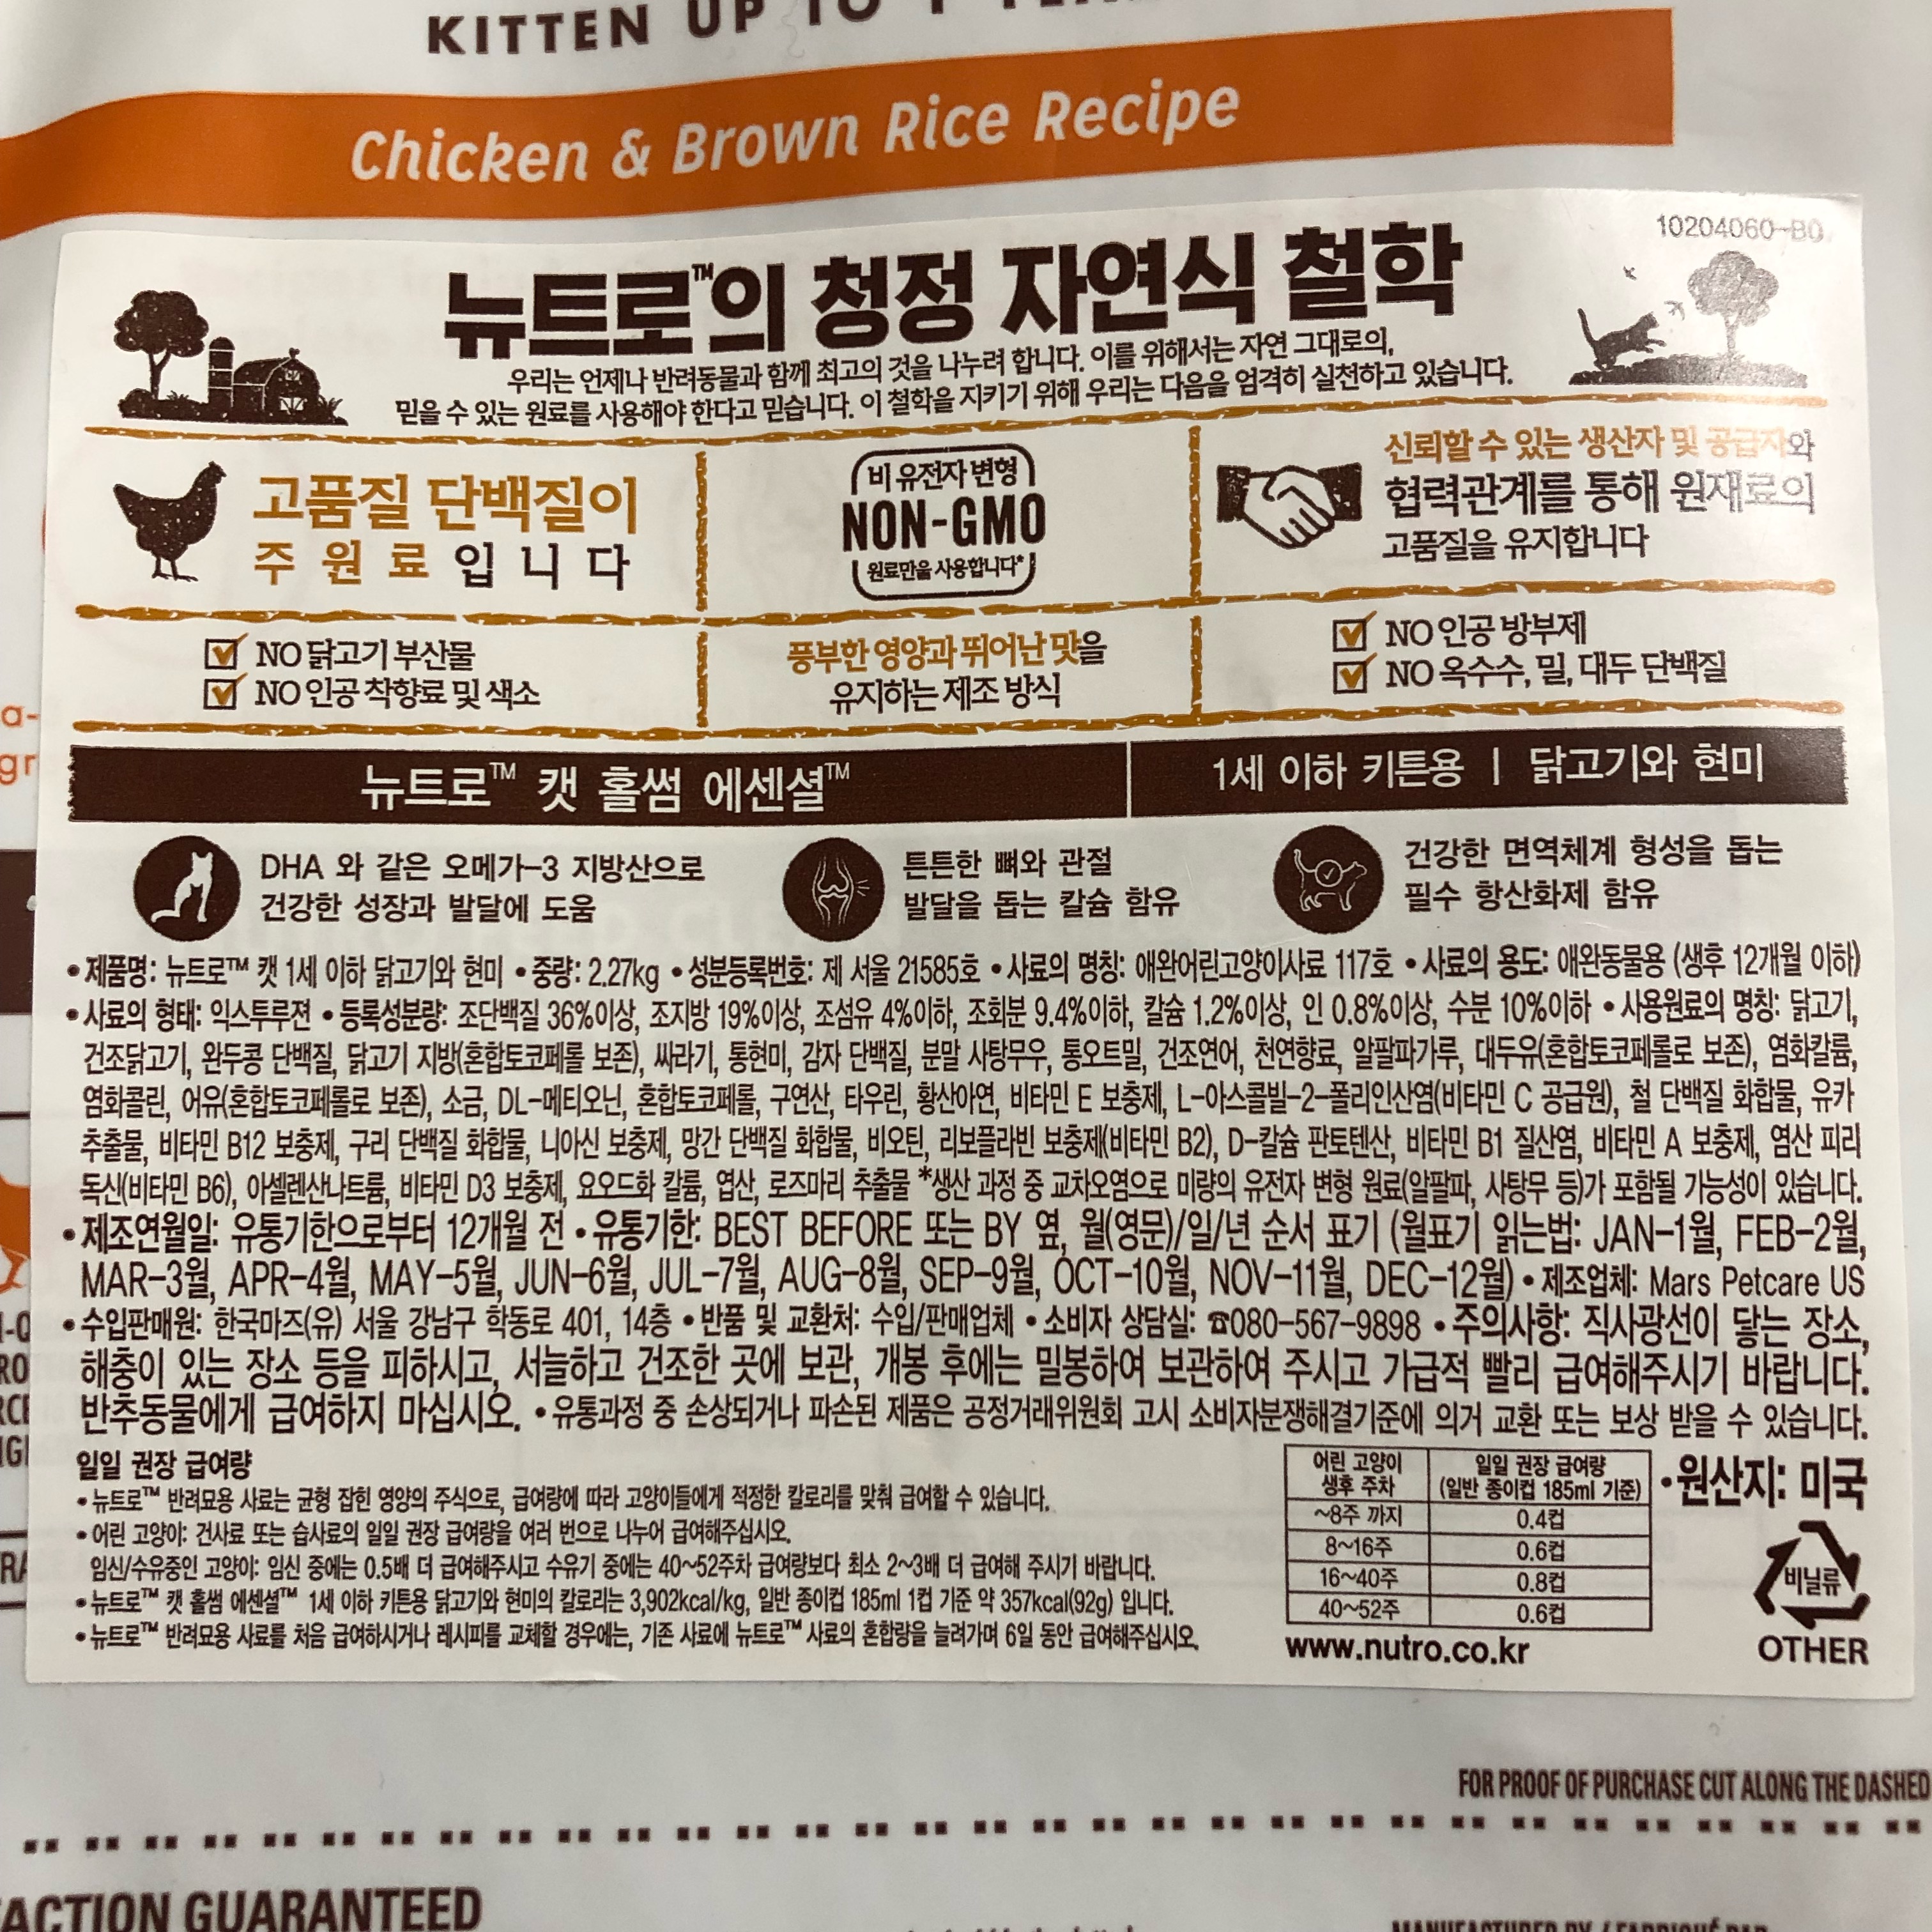 KITTEN UP TO 1
Chicken & Brown Rice Recipe
10204060-B0
뉴트로™의 청정 자연식 철학
우리는 언제나 반려동물과 함께 최고의 것을 나누려 합니다. 이를 위해서는 자연 그대로의,
믿을 수 있는 원료를 사용해야 한다고 믿습니다. 이 철학을 지키기 위해 우리는 다음을 엄격히 실천하고 있습니다.
고품질 단백질이
주 원료 입니다
비 유전자 변형
NON-GMO
원료만을 사용합니다*
신뢰할 수 있는 생산자 및 공급자와
협력관계를 통해 원재료의
고품질을 유지합니다
NO 닭고기 부산물
NO 인공 착향료 및 색소
풍부한 영양과 뛰어난 맛을
유지하는 제조 방식
NO 인공 방부제
NO 옥수수, 밀, 대두 단백질
뉴트로™ 캣 홀썸 에센셜™
1세 이하 키튼용 | 닭고기와 현미
DHA 와 같은 오메가-3 지방산으로
건강한 성장과 발달에 도움
튼튼한 뼈와 관절
발달을 돕는 칼슘 함유
건강한 면역체계 형성을 돕는
필수 항산화제 함유
• 제품명: 뉴트로™ 캣 1세 이하 닭고기와 현미 • 중량: 2.27kg • 성분등록번호: 제 서울 21585호 • 사료의 명칭: 애완어린고양이사료 117호 • 사료의 용도: 애완동물용 (생후 12개월 이하)
• 사료의 형태: 익스투루젼 • 등록성분량: 조단백질 36%이상, 조지방 19%이상, 조섬유 4%이하, 조회분 9.4%이하, 칼슘 1.2%이상, 인 0.8%이상, 수분 10%이하 • 사용원료의 명칭: 닭고기,
건조닭고기, 완두콩 단백질, 닭고기 지방(혼합토코페롤 보존), 싸라기, 통현미, 감자 단백질, 분말 사탕무우, 통오트밀, 건조연어, 천연향료, 알팔파가루, 대두유(혼합토코페롤로 보존), 염화칼륨,
염화콜린, 어유(혼합토코페롤로 보존), 소금, DL-메티오닌, 혼합토코페롤, 구연산, 타우린, 황산아연, 비타민 E 보충제, L-아스콜빌-2-폴리인산염(비타민 C 공급원), 철 단백질 화합물, 유카
추출물, 비타민 B12 보충제, 구리 단백질 화합물, 니아신 보충제, 망간 단백질 화합물, 비오틴, 리보플라빈 보충제(비타민 B2), D-칼슘 판토텐산, 비타민 B1 질산염, 비타민 A 보충제, 염산 피리
독신(비타민 B6), 아셀렌산나트륨, 비타민 D3 보충제, 요오드화 칼륨, 엽산, 로즈마리 추출물 *생산 과정 중 교차오염으로 미량의 유전자 변형 원료(알팔파, 사탕무 등)가 포함될 가능성이 있습니다.
• 제조연월일: 유통기한으로부터 12개월 전 • 유통기한: BEST BEFORE 또는 BY 옆, 월(영문)/일/년 순서 표기 (월표기 읽는법: JAN-1월, FEB-2월,
MAR-3월, APR-4월, MAY-5월, JUN-6월, JUL-7월, AUG-8월, SEP-9월, OCT-10월, NOV-11월, DEC-12월) • 제조업체: Mars Petcare US
• 수입판매원: 한국마즈(유) 서울 강남구 학동로 401, 14층 • 반품 및 교환처: 수입/판매업체 • 소비자 상담실: ☎080-567-9898 • 주의사항: 직사광선이 닿는 장소,
해충이 있는 장소 등을 피하시고, 서늘하고 건조한 곳에 보관, 개봉 후에는 밀봉하여 보관하여 주시고 가급적 빨리 급여해주시기 바랍니다.
반추동물에게 급여하지 마십시오. • 유통과정 중 손상되거나 파손된 제품은 공정거래위원회 고시 소비자분쟁해결기준에 의거 교환 또는 보상 받을 수 있습니다.
일일 권장 급여량
• 뉴트로™ 반려묘용 사료는 균형 잡힌 영양의 주식으로, 급여량에 따라 고양이들에게 적정한 칼로리를 맞춰 급여할 수 있습니다.
• 어린 고양이: 건사료 또는 습사료의 일일 권장 급여량을 여러 번으로 나누어 급여해주십시오.
임신/수유중인 고양이: 임신 중에는 0.5배 더 급여해주시고 수유기 중에는 40~52주차 급여량보다 최소 2~3배 더 급여해 주시기 바랍니다.
• 뉴트로™ 캣 홀썸 에센셜™ 1세 이하 키튼용 닭고기와 현미의 칼로리는 3,902kcal/kg, 일반 종이컵 185ml 1컵 기준 약 357kcal(92g) 입니다.
• 뉴트로™ 반려묘용 사료를 처음 급여하시거나 레시피를 교체할 경우에는, 기존 사료에 뉴트로™ 사료의 혼합량을 늘려가며 6일 동안 급여해주십시오.
어린 고양이 생후 주차 일일 권장 급여량 (일반 종이컵 185ml 기준)
~8주 까지 0.4컵
8~16주 0.6컵
16~40주 0.8컵
40~52주 0.6컵
www.nutro.co.kr
• 원산지: 미국
비닐류
OTHER
FOR PROOF OF PURCHASE CUT ALONG THE DASHED
FACTION GUARANTEED